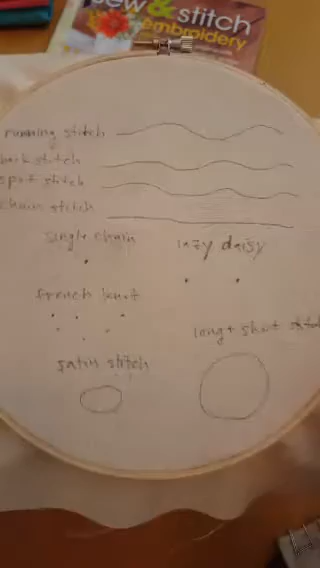 sew & stitch
embroidery
running stitch
back stitch
split stitch
chain stitch
single chain
lazy daisy
french knot
long + short stitch
satin stitch